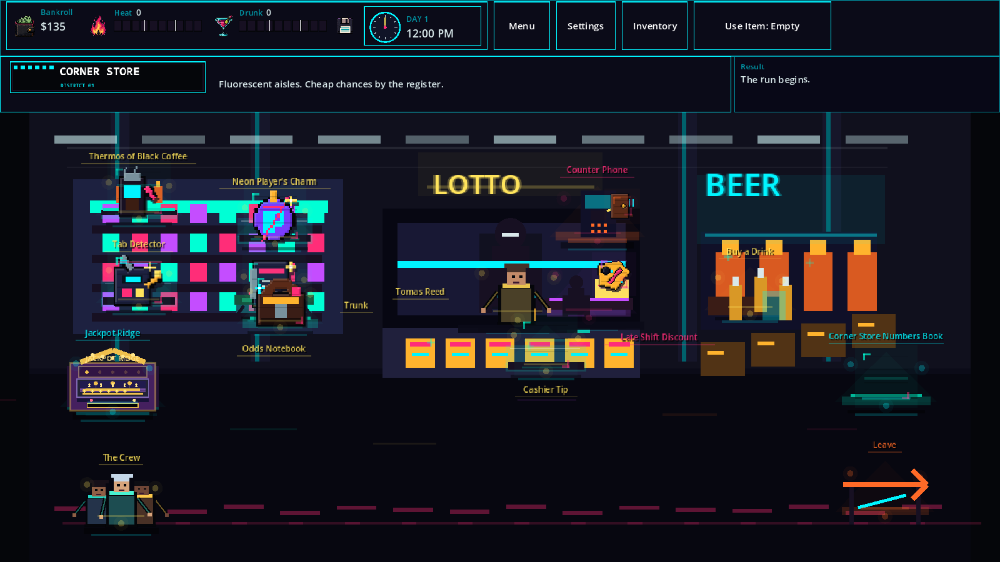 Bankroll
$135
Heat 0
Drunk 0
DAY 1
12:00 PM
Menu
Settings
Inventory
Use Item: Empty
CORNER STORE
DISTRICT 01
Fluorescent aisles. Cheap chances by the register.
Result
The run begins.
Thermos of Black Coffee
Neon Player's Charm
LOTTO
Counter Phone
BEER
Tab Detector
Buy a Drink
Tomas Reed
Trunk
Jackpot Ridge
Odds Notebook
Late Shift Discount
Corner Store Numbers Book
JACKPOT RIDGE
Cashier Tip
Leave
The Crew